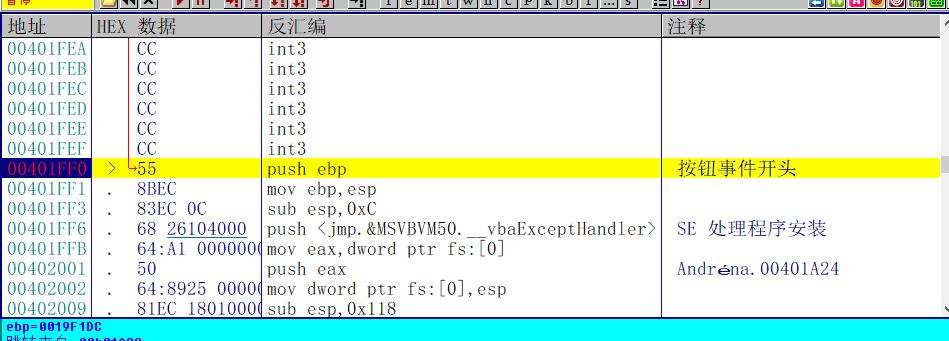 暂停 l e m t w h c P k b r ... s
地址 HEX 数据 反汇编 注释
00401FEA CC int3
00401FEB CC int3
00401FEC CC int3
00401FED CC int3
00401FEE CC int3
00401FEF CC int3
00401FF0 > 55 push ebp 按钮事件开头
00401FF1 . 8BEC mov ebp,esp
00401FF3 . 83EC 0C sub esp,0xC
00401FF6 . 68 26104000 push <jmp.&MSVBVM50.__vbaExceptHandler> SE 处理程序安装
00401FFB . 64:A1 0000000 mov eax,dword ptr fs:[0]
00402001 . 50 push eax Andréna.00401A24
00402002 . 64:8925 00000 mov dword ptr fs:[0],esp
00402009 . 81EC 18010000 sub esp,0x118
ebp=0019F1DC